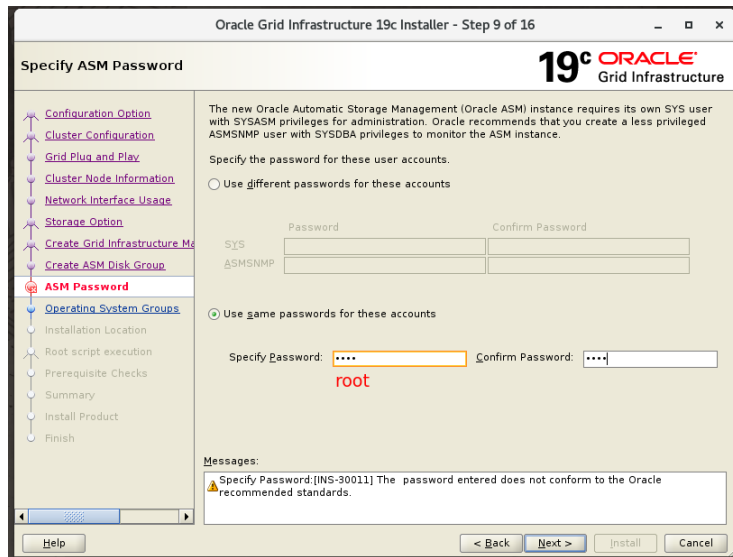 Oracle Grid Infrastructure 19c Installer - Step 9 of 16
Specify ASM Password
19c ORACLE
Grid Infrastructure
Configuration Option
Cluster Configuration
Grid Plug and Play
Cluster Node Information
Network Interface Usage
Storage Option
Create Grid Infrastructure Ma
Create ASM Disk Group
ASM Password
Operating System Groups
Installation Location
Root script execution
Prerequisite Checks
Summary
Install Product
Finish
The new Oracle Automatic Storage Management (Oracle ASM) instance requires its own SYS user
with SYSASM privileges for administration. Oracle recommends that you create a less privileged
ASMSNMP user with SYSDBA privileges to monitor the ASM instance.
Specify the password for these user accounts.
Use different passwords for these accounts
Password Confirm Password
SYS
ASMSNMP
Use same passwords for these accounts
Specify Password: •••• Confirm Password: ••••
root
Messages:
Specify Password:[INS-30011] The  password entered does not conform to the Oracle
recommended standards.
Help < Back Next > Install Cancel